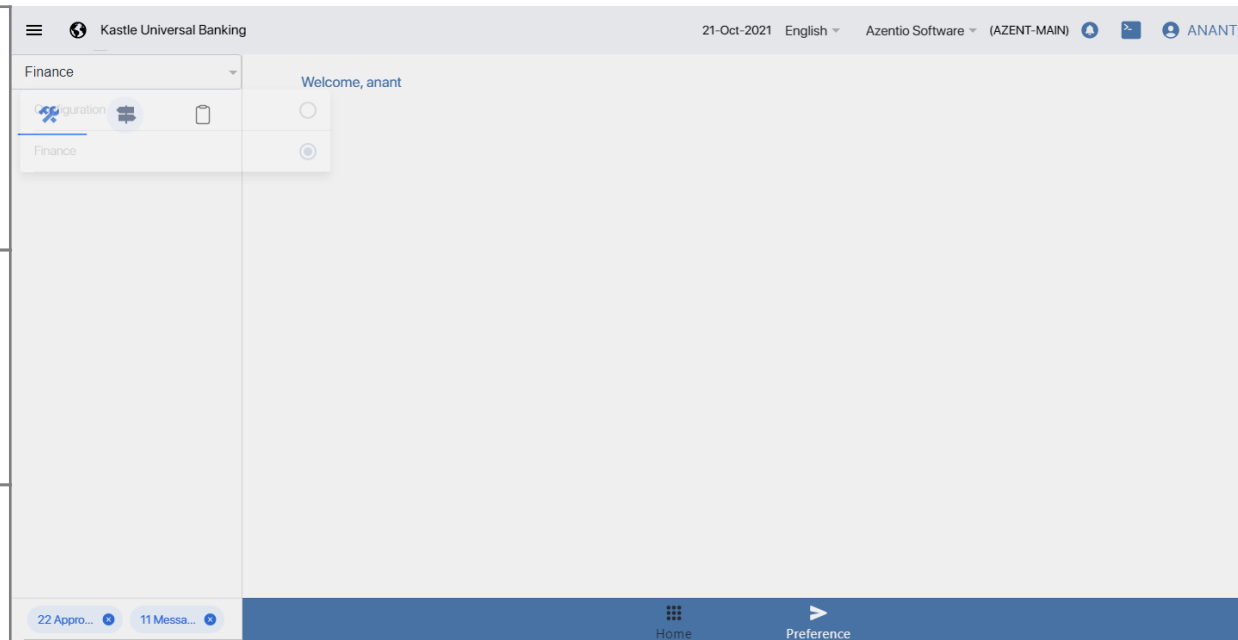 Kastle Universal Banking 21-Oct-2021 English Azentio Software (AZENT-MAIN) ANANT
Finance
Welcome, anant
Configuration
Finance
22 Appro... 11 Messa...
Home Preference